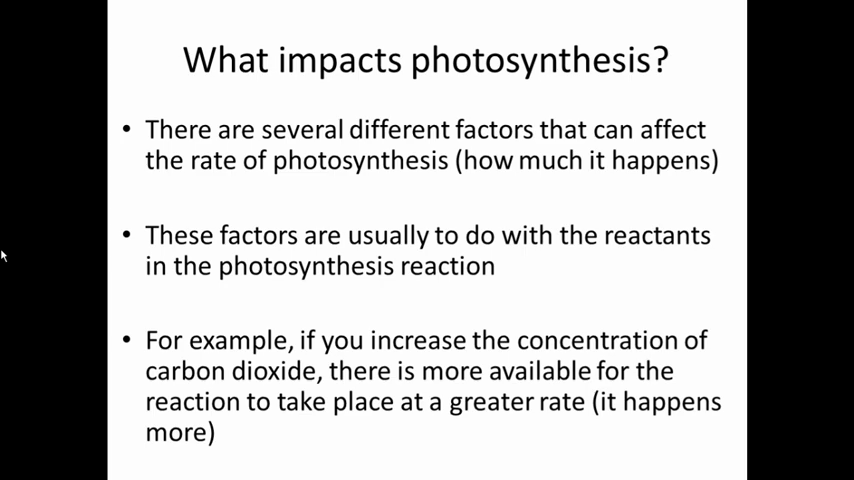 What impacts photosynthesis?
• There are several different factors that can affect
the rate of photosynthesis (how much it happens)
• These factors are usually to do with the reactants
in the photosynthesis reaction
• For example, if you increase the concentration of
carbon dioxide, there is more available for the
reaction to take place at a greater rate (it happens
more)